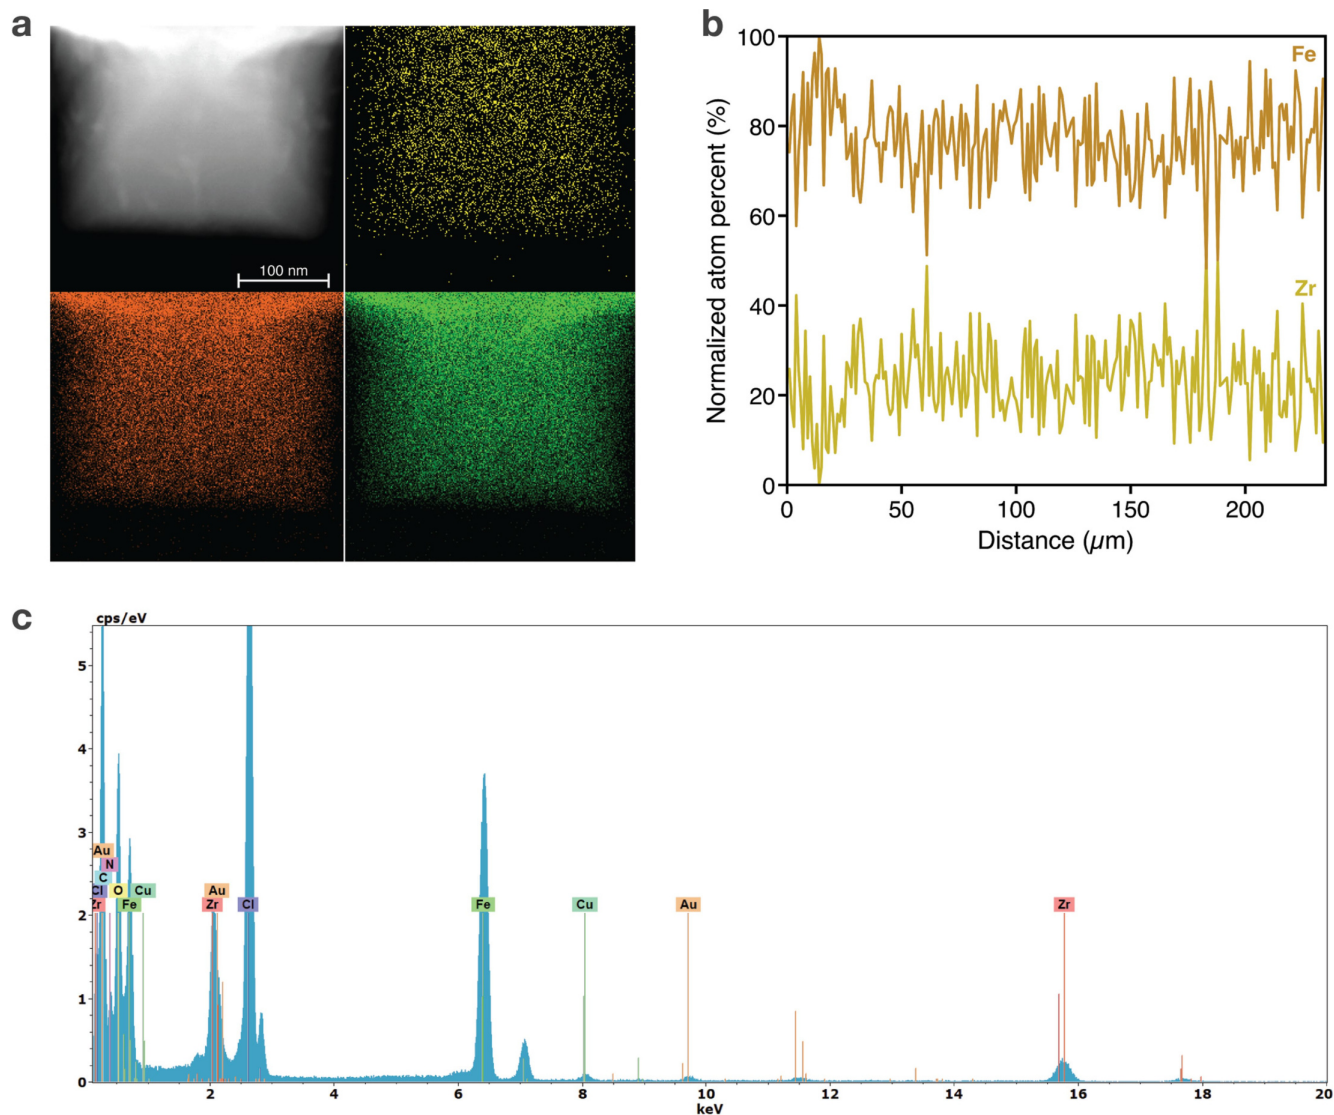 a
100 nm
b
Normalized atom percent (%)
100
80
60
40
20
0
Fe
Zr
0 50 100 150 200
Distance (µm)
c
cps/eV
5
4
3
2
1
0
Au
N
C
Cl O Cu Au
Zr Fe Zr Cl Fe Cu Au Zr
2 4 6 8 10 12 14 16 18 20
keV